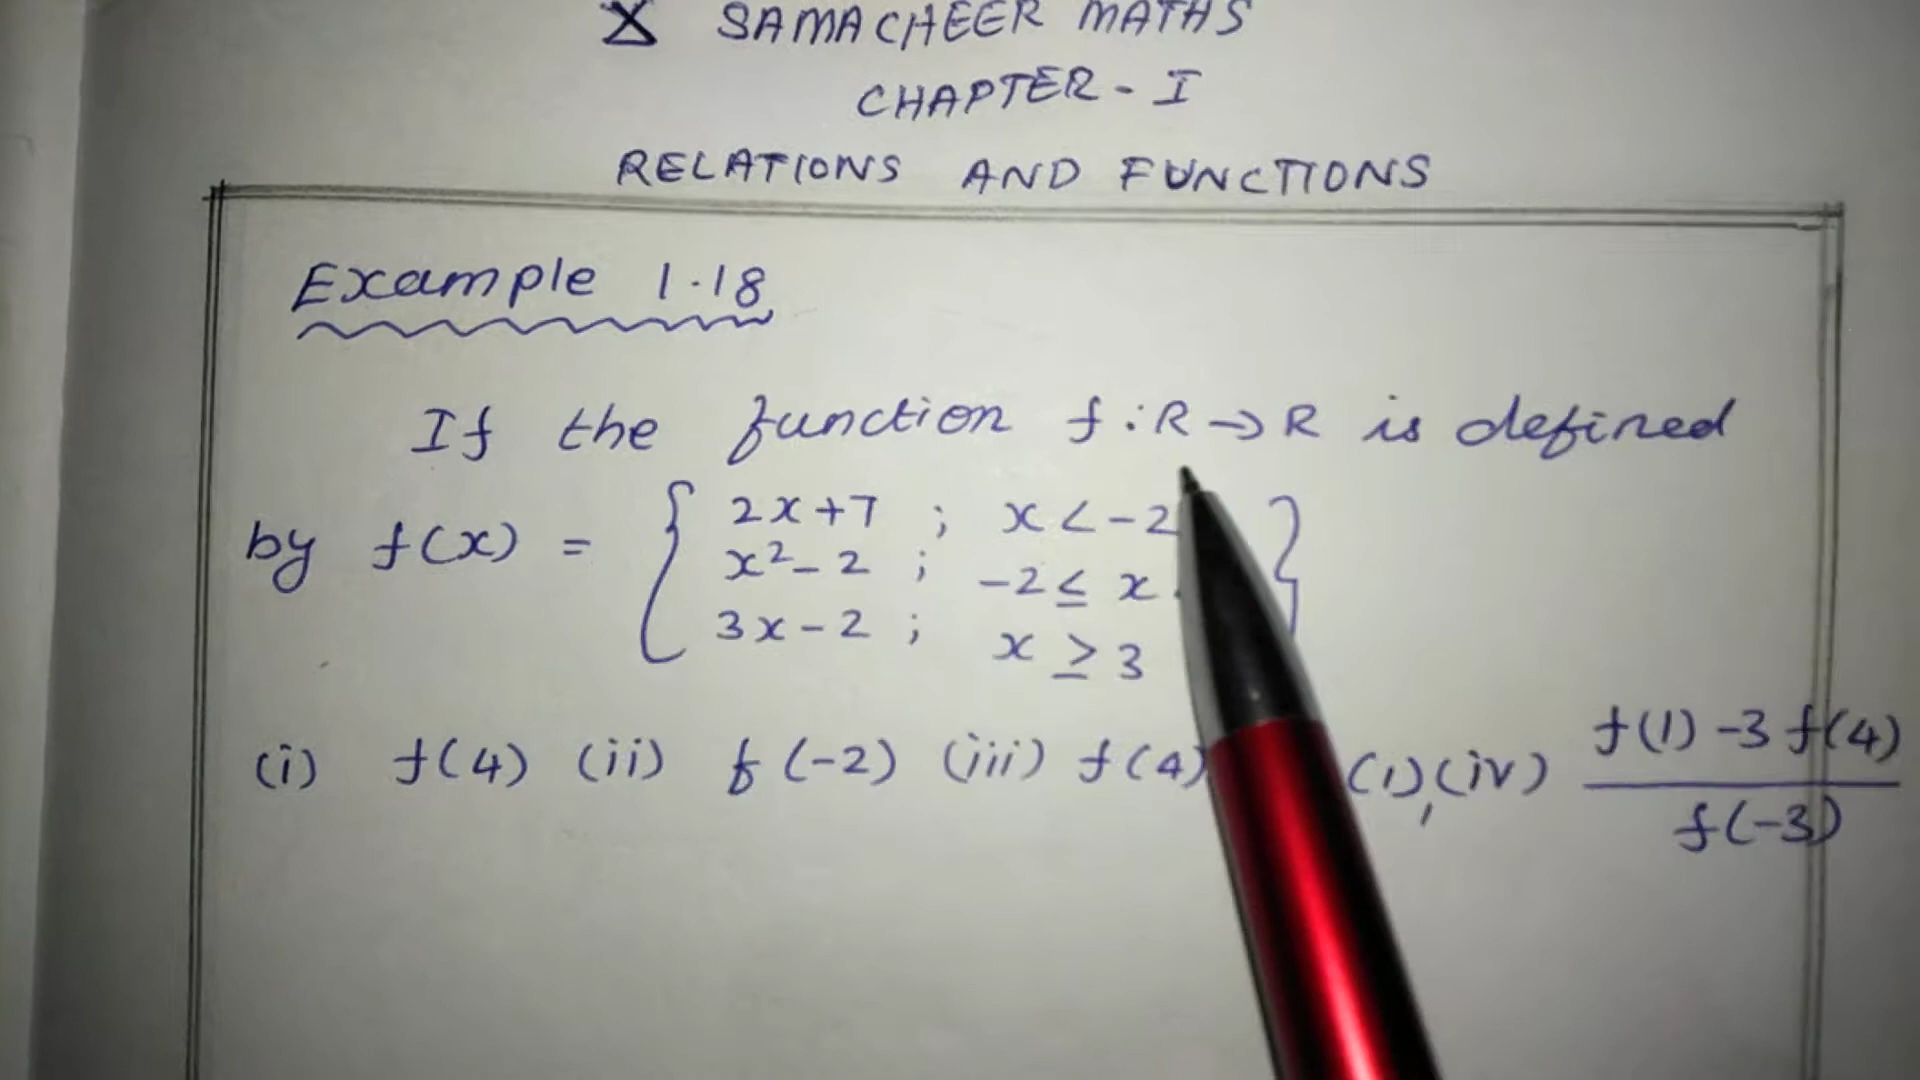 X SAMACHEER MATHS
CHAPTER - I
RELATIONS AND FUNCTIONS
Example 1.18
If the function f : R → R is defined
by f(x) = { 2x+7 ; x < -2
x² - 2 ; -2 ≤ x
3x - 2 ; x ≥ 3 }
(i) f(4) (ii) f(-2) (iii) f(4) (1), (iv) f(1) - 3 f(4)
f(-3)